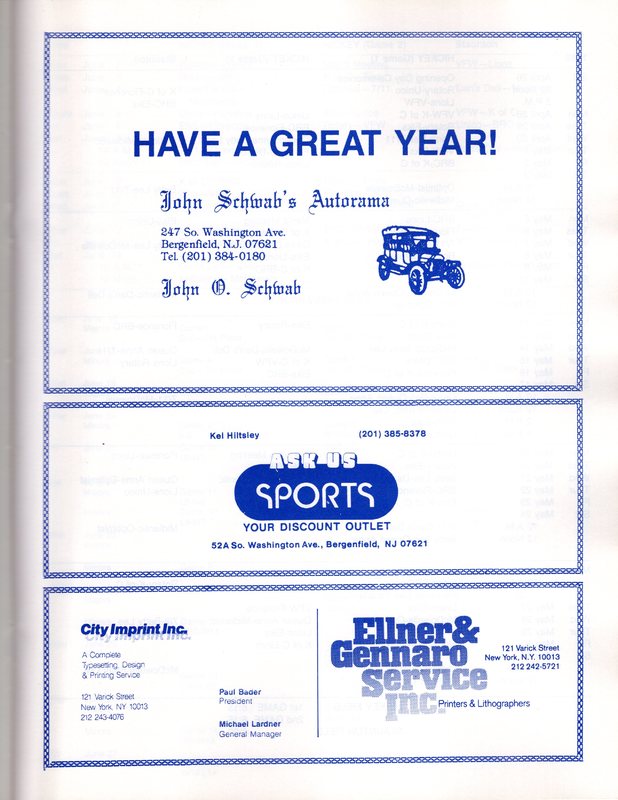 HAVE A GREAT YEAR!
John Schwab's Autorama
247 So. Washington Ave.
Bergenfield, N.J. 07621
Tel. (201) 384-0180
John O. Schwab
Kel Hiltsley (201) 385-8378
ASK US
SPORTS
YOUR DISCOUNT OUTLET
52A So. Washington Ave., Bergenfield, NJ 07621
City Imprint Inc.
A Complete
Typesetting, Design
& Printing Service
121 Varick Street
New York, NY 10013
212 243-4076
Paul Bader
President
Michael Lardner
General Manager
Ellner &
Gennaro
Service
Inc.
121 Varick Street
New York, N.Y. 10013
212 242-5721
Printers & Lithographers